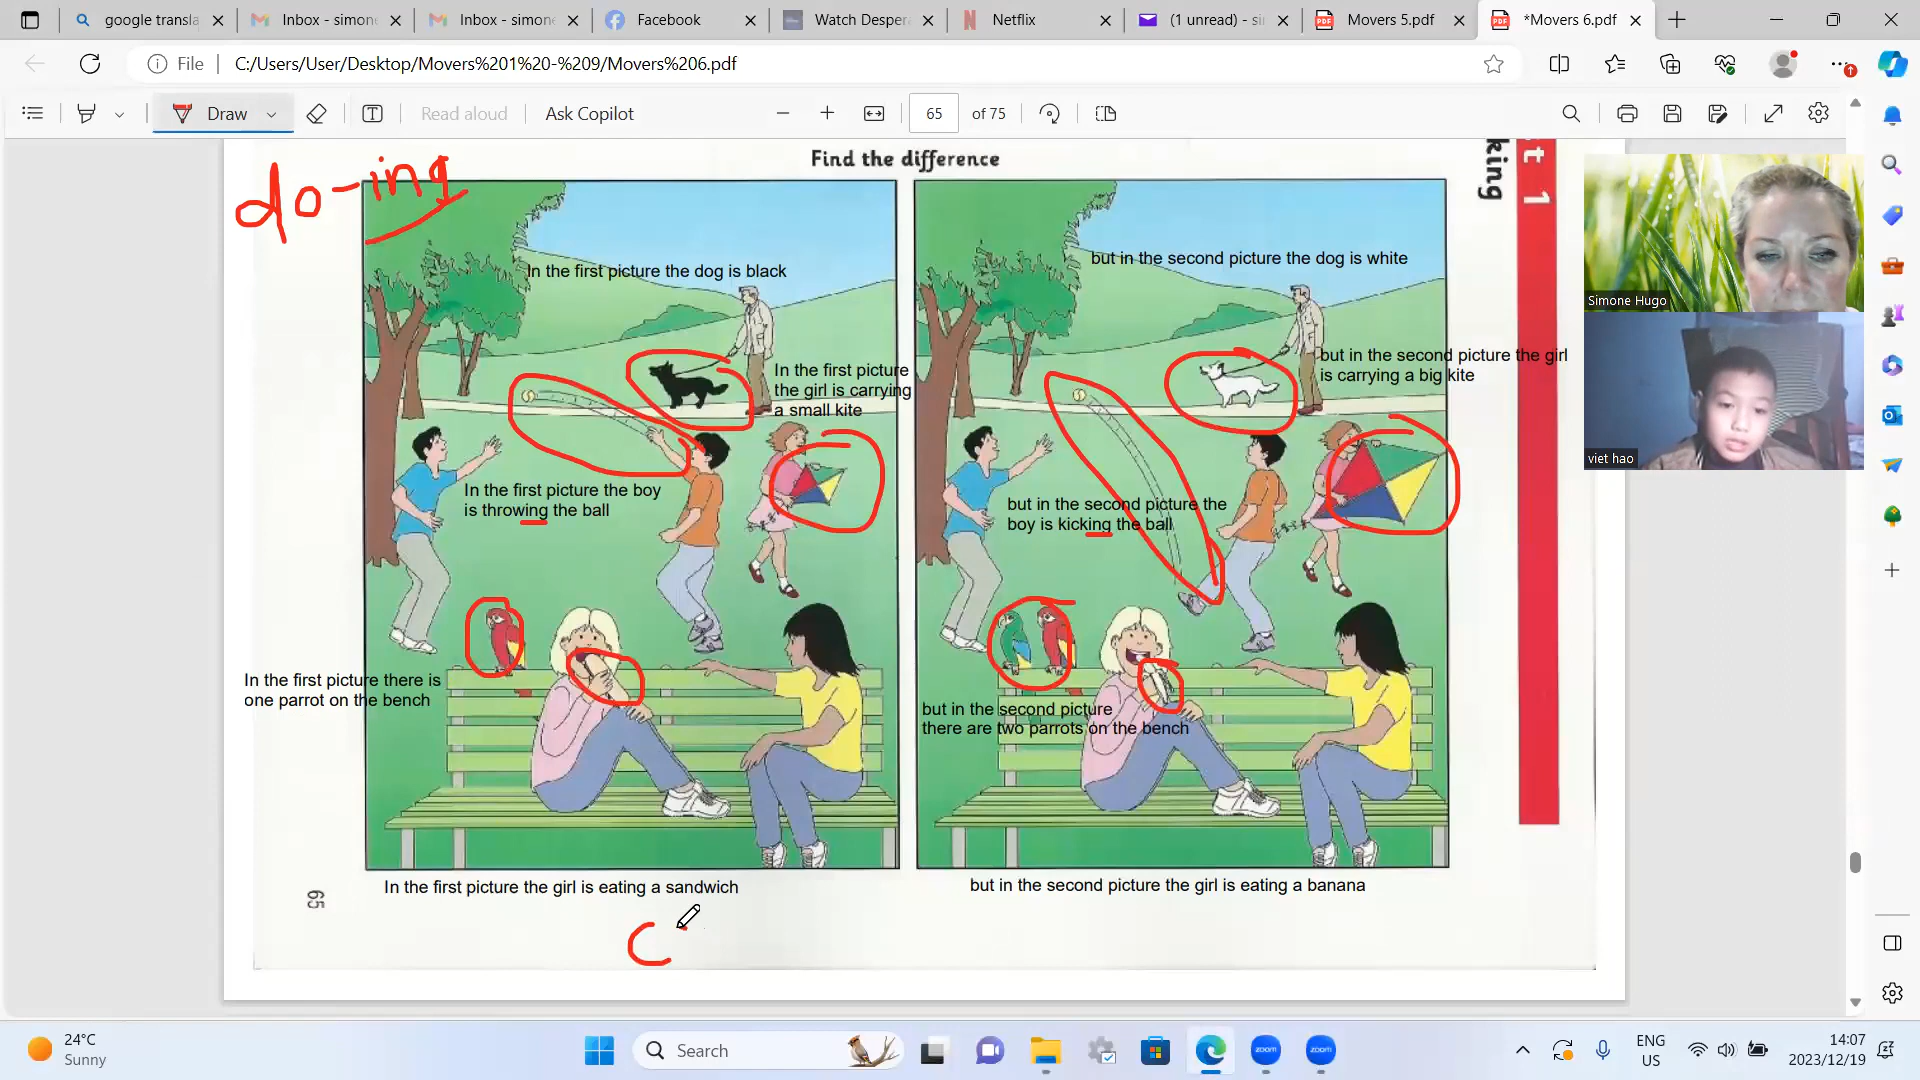 google transla
Inbox - simon
Inbox - simone
Facebook
Watch Desper
Netflix
(1 unread) - si
Movers 5.pdf
*Movers 6.pdf
File
C:/Users/User/Desktop/Movers%201%20-%209/Movers%206.pdf
Draw
Read aloud
Ask Copilot
65 of 75
Find the difference
do-ing
In the first picture the dog is black
but in the second picture the dog is white
In the first picture
the girl is carrying
a small kite
but in the second picture the girl
is carrying a big kite
In the first picture the boy
is throwing the ball
but in the second picture the
boy is kicking the ball
In the first picture there is
one parrot on the bench
but in the second picture
there are two parrots on the bench
In the first picture the girl is eating a sandwich
but in the second picture the girl is eating a banana
65
C
t 1
king
Simone Hugo
viet hao
24°C
Sunny
Search
zoom
zoom
ENG
US
14:07
2023/12/19